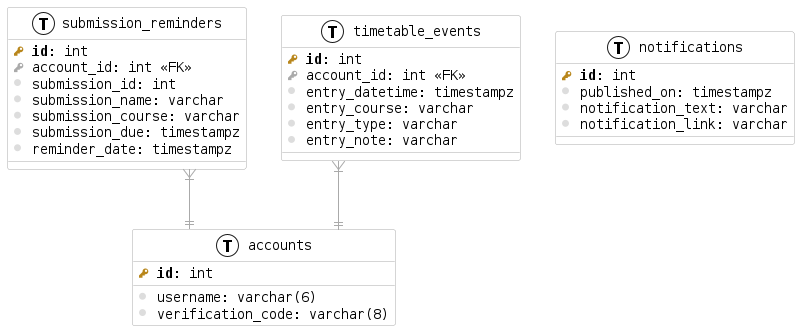 T submission_reminders
id: int
account_id: int «FK»
submission_id: int
submission_name: varchar
submission_course: varchar
submission_due: timestampz
reminder_date: timestampz
T timetable_events
id: int
account_id: int «FK»
entry_datetime: timestampz
entry_course: varchar
entry_type: varchar
entry_note: varchar
T notifications
id: int
published_on: timestampz
notification_text: varchar
notification_link: varchar
T accounts
id: int
username: varchar(6)
verification_code: varchar(8)